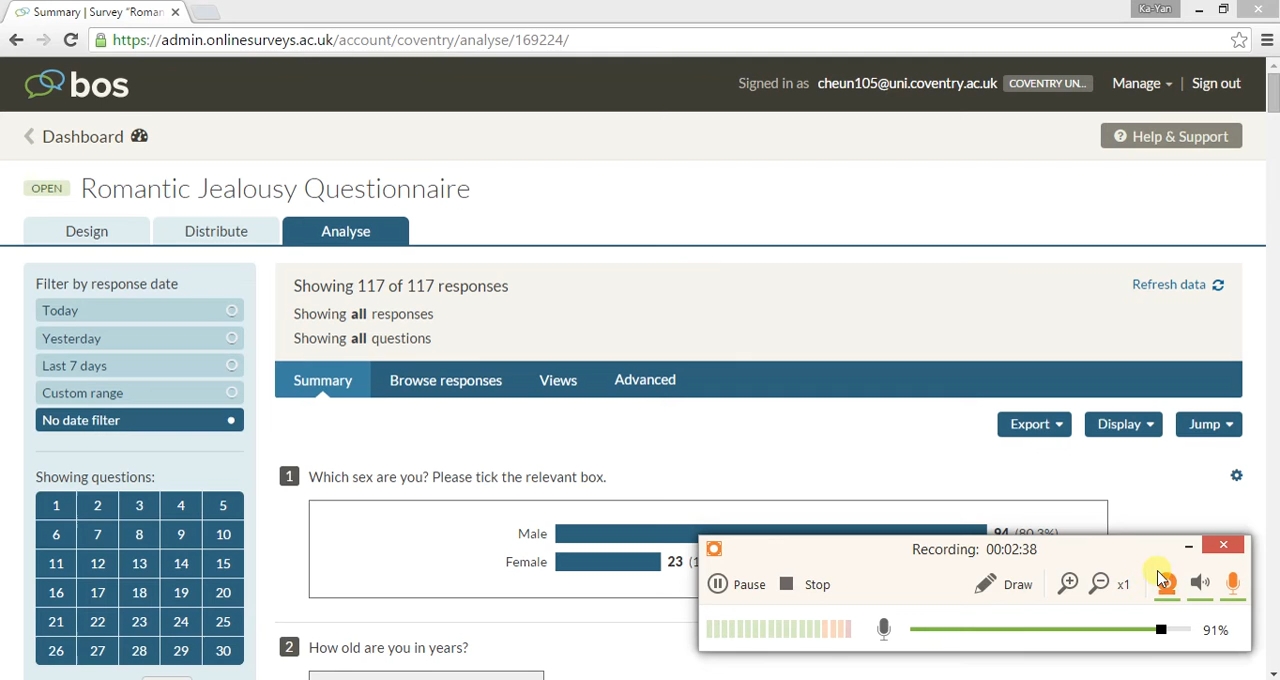 Summary | Survey "Roman
Ka-Yan
https://admin.onlinesurveys.ac.uk/account/coventry/analyse/169224/
bos
Signed in as cheun105@uni.coventry.ac.uk COVENTRY UN... Manage | Sign out
Dashboard
Help & Support
OPEN Romantic Jealousy Questionnaire
Design Distribute Analyse
Filter by response date
Today
Yesterday
Last 7 days
Custom range
No date filter
Showing questions:
1 2 3 4 5
6 7 8 9 10
11 12 13 14 15
16 17 18 19 20
21 22 23 24 25
26 27 28 29 30
Showing 117 of 117 responses
Refresh data
Showing all responses
Showing all questions
Summary Browse responses Views Advanced
Export Display Jump
1 Which sex are you? Please tick the relevant box.
Male 94 (80.3%)
Female 23 (1
2 How old are you in years?
Recording: 00:02:38
Pause Stop Draw x1
91%